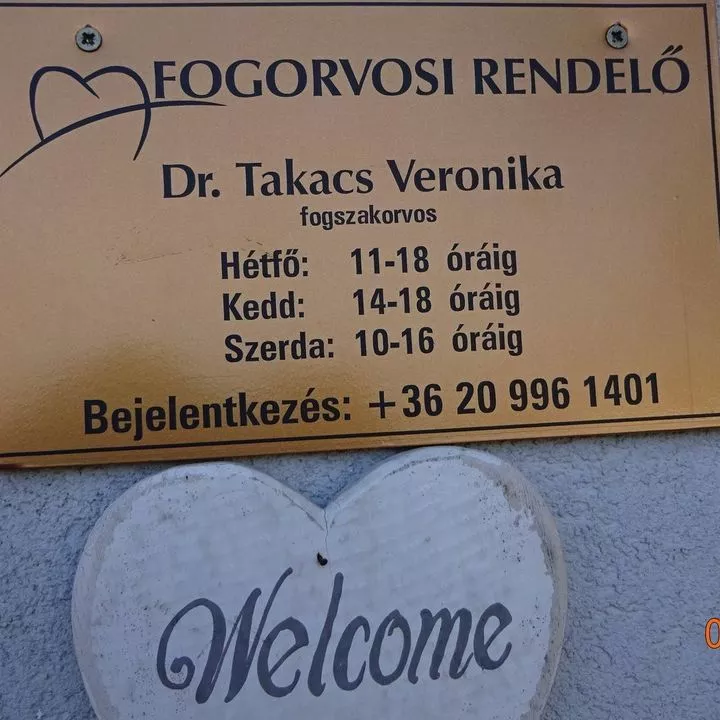 FOGORVOSI RENDELŐ
Dr. Takacs Veronika
fogszakorvos
Hétfő: 11-18 óráig
Kedd: 14-18 óráig
Szerda: 10-16 óráig
Bejelentkezés: +36 20 996 1401
Welcome
0